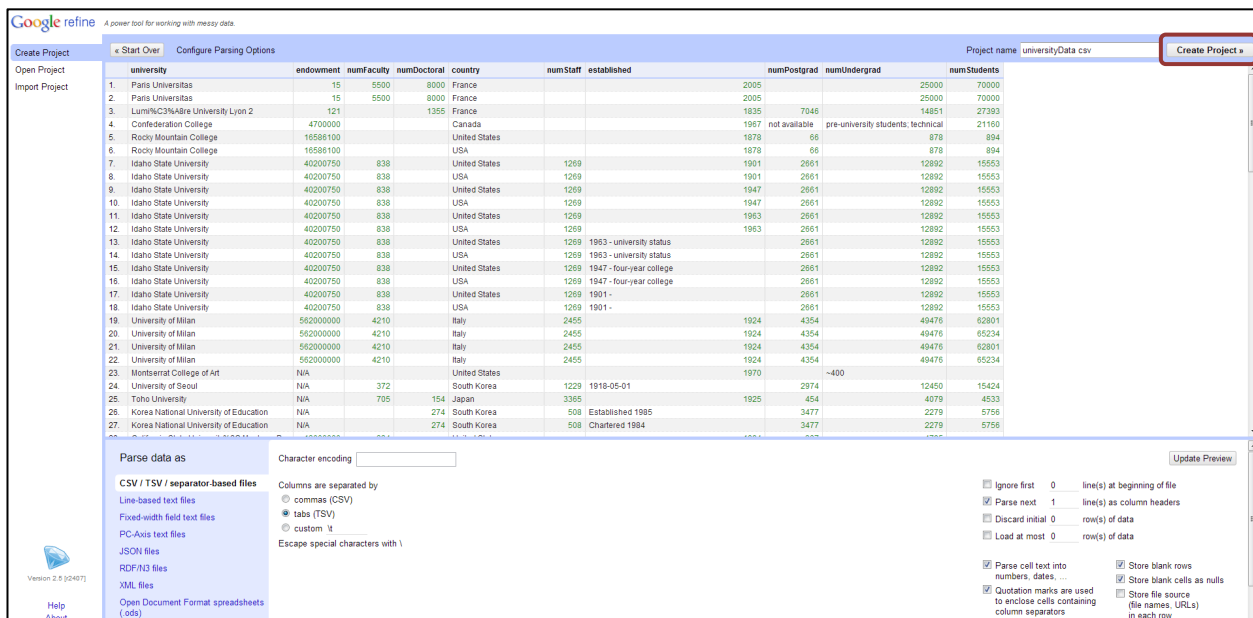 Google refine A power tool for working with messy data.
Create Project
Open Project
Import Project
« Start Over Configure Parsing Options Project name universityData csv Create Project »
university endowment numFaculty numDoctoral country numStaff established numPostgrad numUndergrad numStudents
1. Paris Universitas 15 5500 8000 France 2005 25000 70000
2. Paris Universitas 15 5500 8000 France 2005 25000 70000
3. Lumi%C3%A8re University Lyon 2 121 1355 France 1835 7046 14851 27393
4. Confederation College 4700000 Canada 1967 not available pre-university students; technical 21160
5. Rocky Mountain College 16586100 United States 1878 66 878 894
6. Rocky Mountain College 16586100 USA 1878 66 878 894
7. Idaho State University 40200750 838 United States 1269 1901 2661 12892 15553
8. Idaho State University 40200750 838 USA 1269 1901 2661 12892 15553
9. Idaho State University 40200750 838 United States 1269 1947 2661 12892 15553
10. Idaho State University 40200750 838 USA 1269 1947 2661 12892 15553
11. Idaho State University 40200750 838 United States 1269 1963 2661 12892 15553
12. Idaho State University 40200750 838 USA 1269 1963 2661 12892 15553
13. Idaho State University 40200750 838 United States 1269 1963 - university status 2661 12892 15553
14. Idaho State University 40200750 838 USA 1269 1963 - university status 2661 12892 15553
15. Idaho State University 40200750 838 United States 1269 1947 - four-year college 2661 12892 15553
16. Idaho State University 40200750 838 USA 1269 1947 - four-year college 2661 12892 15553
17. Idaho State University 40200750 838 United States 1269 1901 - 2661 12892 15553
18. Idaho State University 40200750 838 USA 1269 1901 - 2661 12892 15553
19. University of Milan 562000000 4210 Italy 2455 1924 4354 49476 62801
20. University of Milan 562000000 4210 Italy 2455 1924 4354 49476 65234
21. University of Milan 562000000 4210 Italy 2455 1924 4354 49476 62801
22. University of Milan 562000000 4210 Italy 2455 1924 4354 49476 65234
23. Montserrat College of Art N/A United States 1970 ~400
24. University of Seoul N/A 372 South Korea 1229 1918-05-01 2974 12450 15424
25. Toho University N/A 705 154 Japan 3365 1925 454 4079 4533
26. Korea National University of Education N/A 274 South Korea 508 Established 1985 3477 2279 5756
27. Korea National University of Education N/A 274 South Korea 508 Chartered 1984 3477 2279 5756
Parse data as
CSV / TSV / separator-based files
Line-based text files
Fixed-width field text files
PC-Axis text files
JSON files
RDF/N3 files
XML files
Open Document Format spreadsheets
(.ods)
Character encoding
Columns are separated by
commas (CSV)
tabs (TSV)
custom \t
Escape special characters with \
Update Preview
Ignore first 0 line(s) at beginning of file
Parse next 1 line(s) as column headers
Discard initial 0 row(s) of data
Load at most 0 row(s) of data
Parse cell text into
numbers, dates, ...
Quotation marks are used
to enclose cells containing
column separators
Store blank rows
Store blank cells as nulls
Store file source
(file names, URLs)
in each row
Version 2.5 [r2407]
Help
About